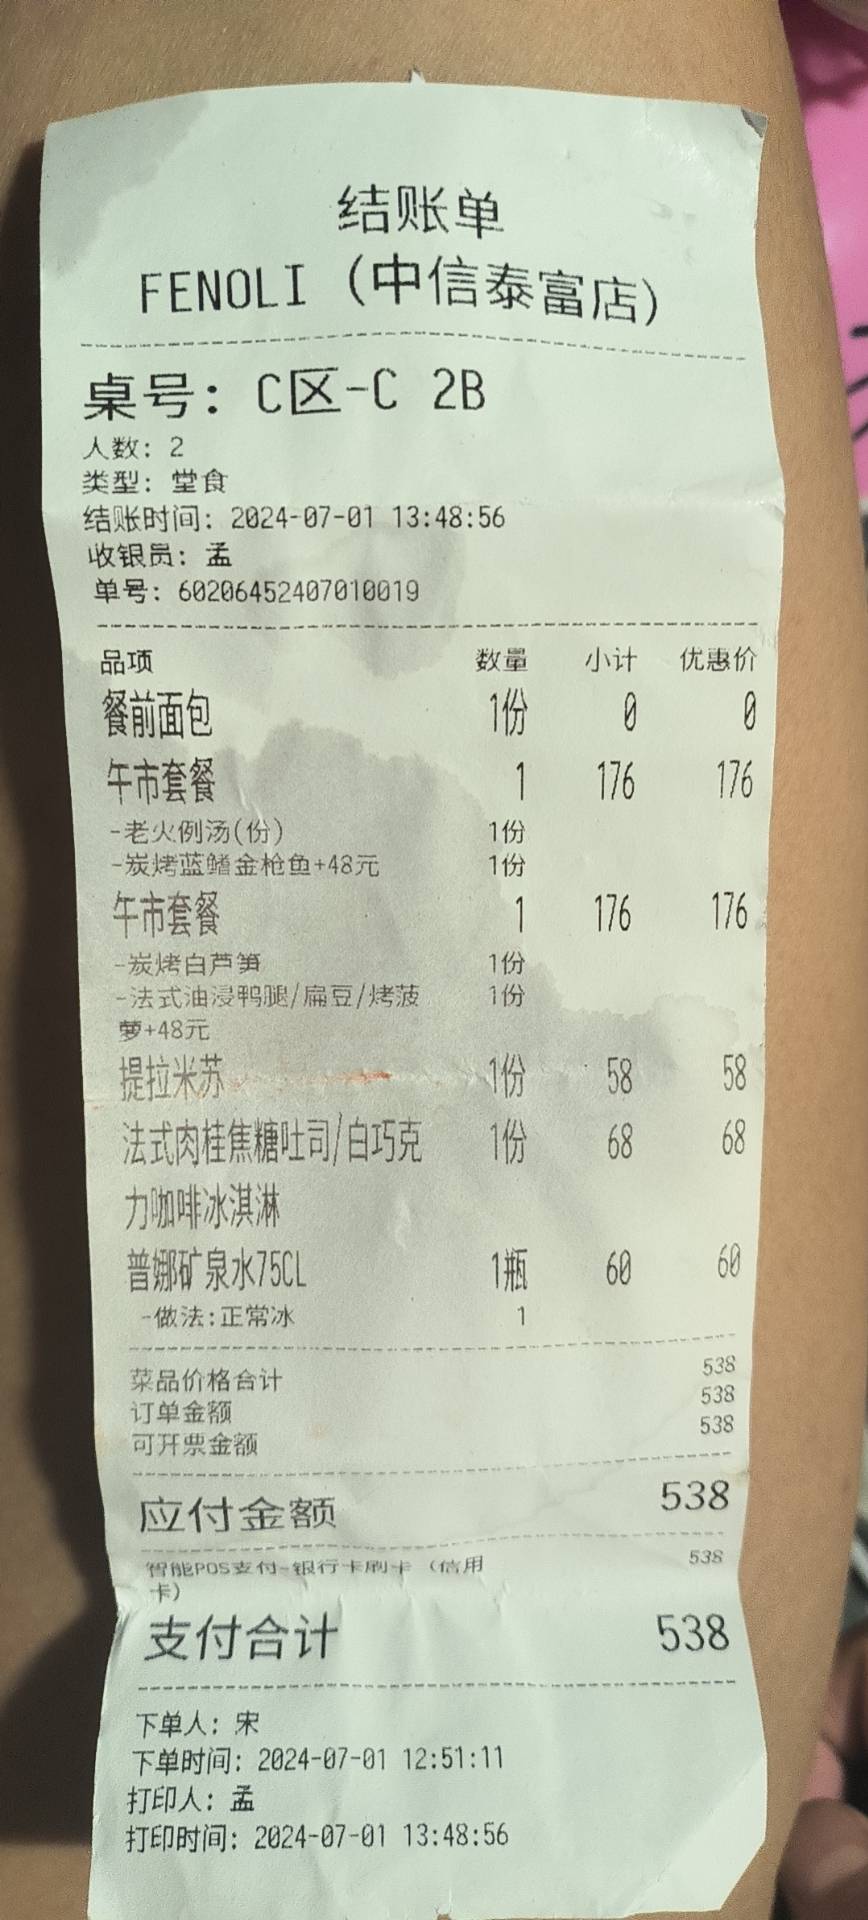 结账单
FENOLI (中信泰富店)
桌号: C区-C 2B
人数: 2
类型: 堂食
结账时间: 2024-07-01 13:48:56
收银员: 孟
单号: 60206452407010019
品项 数量 小计 优惠价
餐前面包 1份 0 0
午市套餐 1 176 176
-老火例汤(份) 1份
-炭烤蓝鳍金枪鱼+48元 1份
午市套餐 1 176 176
-炭烤白芦笋 1份
-法式油浸鸭腿/扁豆/烤菠 1份
萝+48元
提拉米苏 1份 58 58
法式肉桂焦糖吐司/白巧克 1份 68 68
力咖啡冰淇淋
普娜矿泉水75CL 1瓶 60 60
-做法:正常冰 1
菜品价格合计 538
订单金额 538
可开票金额 538
应付金额 538
智能POS支付-银行卡刷卡 (信用 538
卡)
支付合计 538
下单人: 宋
下单时间: 2024-07-01 12:51:11
打印人: 孟
打印时间: 2024-07-01 13:48:56